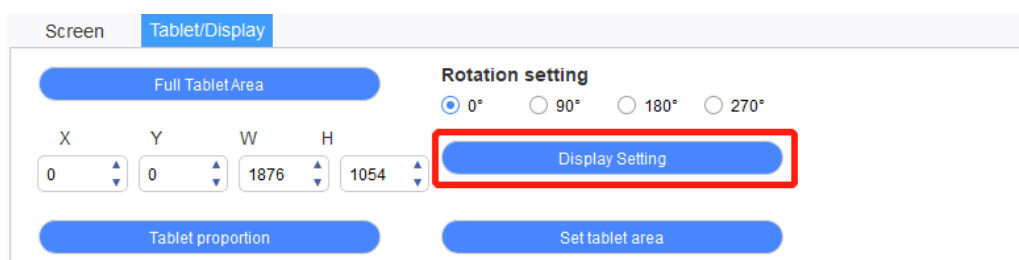 Screen Tablet/Display
Full Tablet Area
Rotation setting
0° 90° 180° 270°
X Y W H
0 0 1876 1054
Display Setting
Tablet proportion
Set tablet area